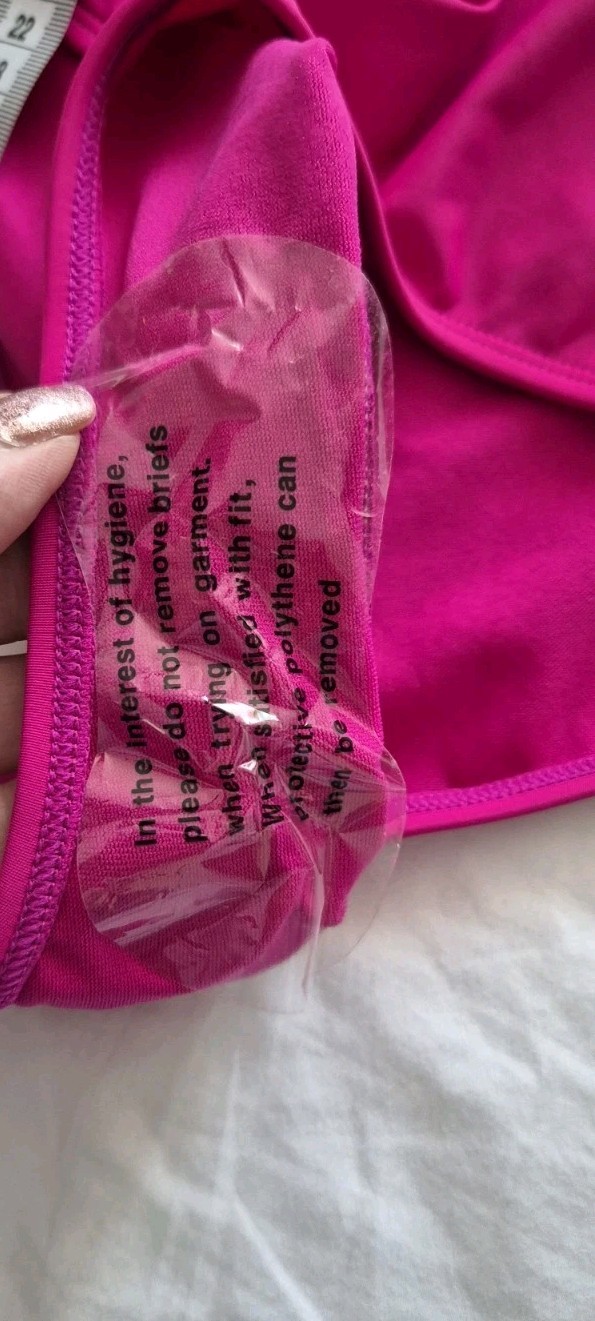 22
In the interest of hygiene,
please do not remove briefs
when trying on garment.
When satisfied with fit,
protective polythene can
then be removed